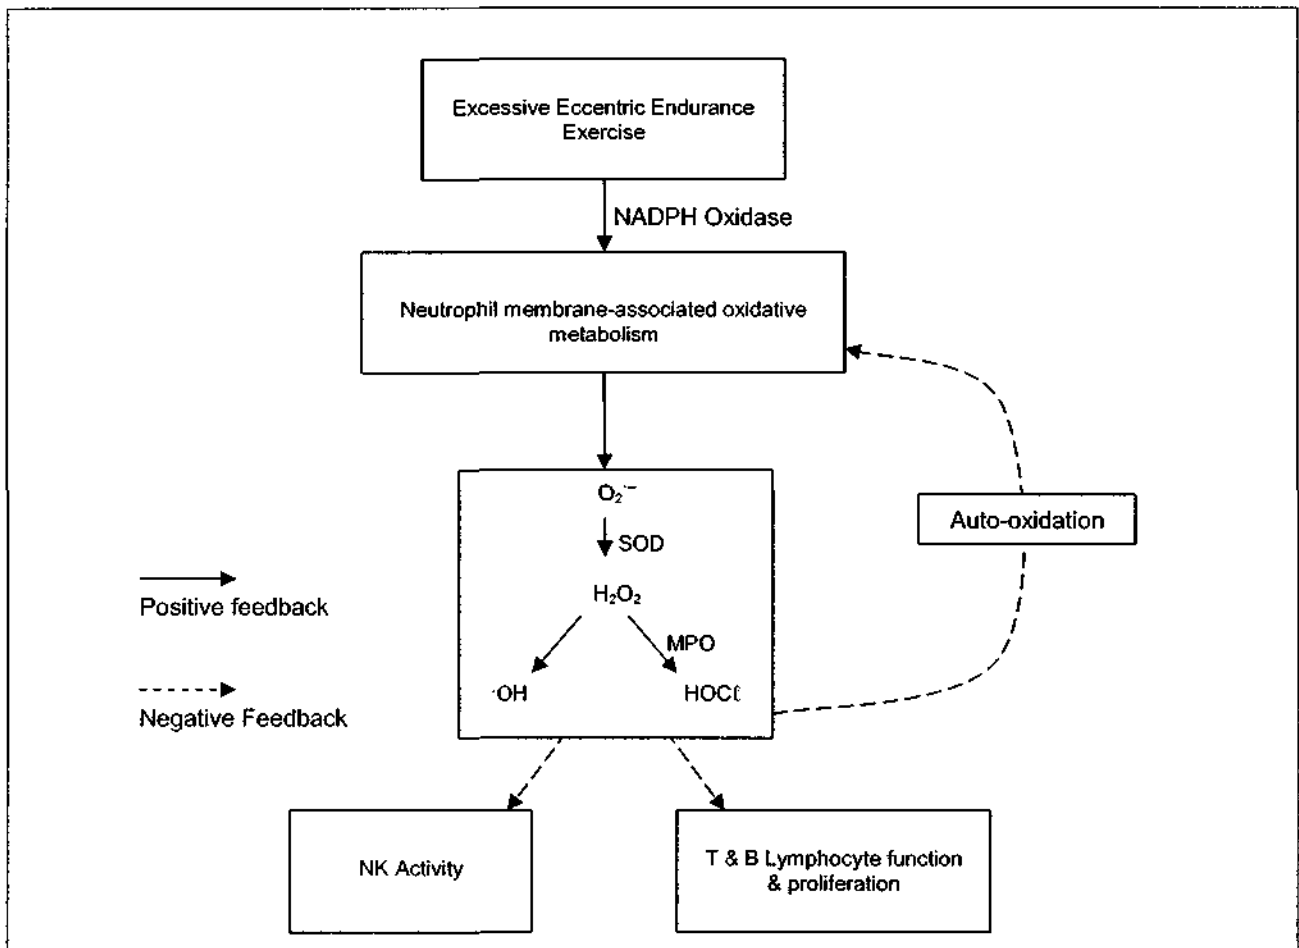 Excessive Eccentric Endurance
Exercise
NADPH Oxidase
Neutrophil membrane-associated oxidative
metabolism
O₂·⁻
SOD
Auto-oxidation
H₂O₂
Positive feedback
MPO
·OH
HOCℓ
Negative Feedback
NK Activity
T & B Lymphocyte function
& proliferation